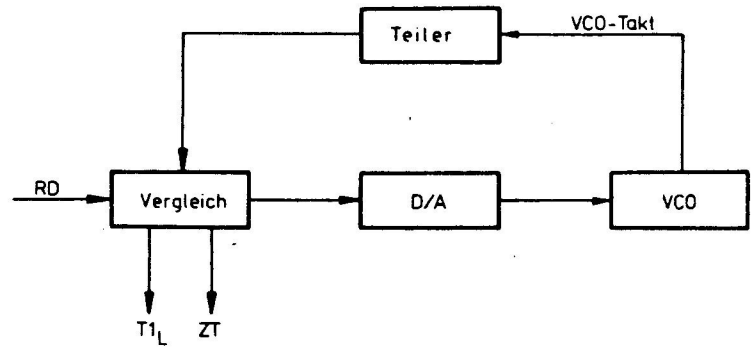 Teiler
VCO-Takt
RD
Vergleich
D/A
VCO
T1L
ZT